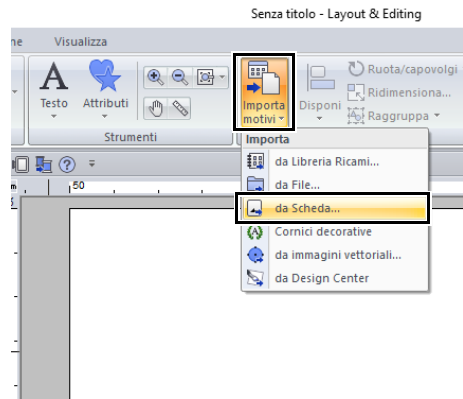 Senza titolo - Layout & Editing
ne Visualizza
Testo Attributi Importa motivi Disponi Ruota/capovolgi
Ridimensiona...
Raggruppa
Strumenti
Importa
da Libreria Ricami...
da File...
da Scheda...
Cornici decorative
da immagini vettoriali...
da Design Center
50